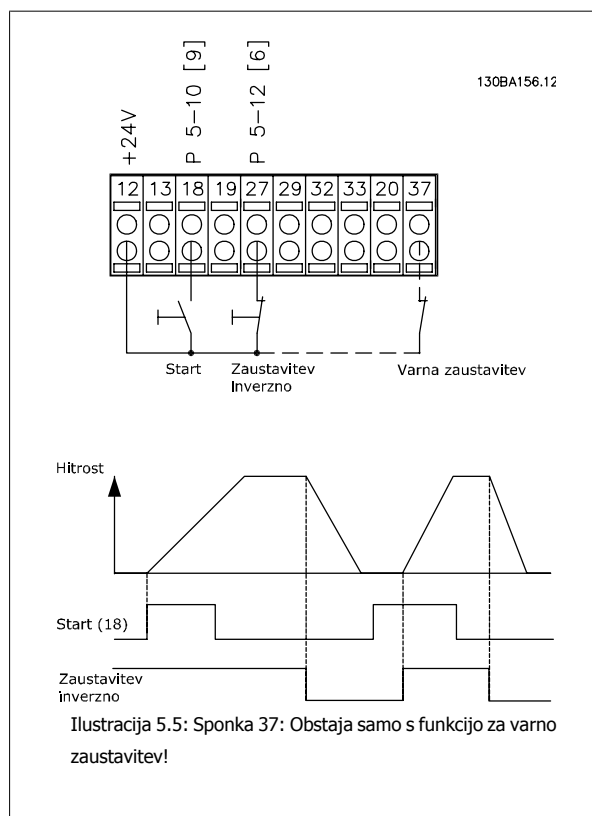 130BA156.12
+24V
P 5-10 [9]
P 5-12 [6]
12 13 18 19 27 29 32 33 20 37
Start
Zaustavitev
Inverzno
Varna zaustavitev
Hitrost
Start (18)
Zaustavitev
inverzno
Ilustracija 5.5: Sponka 37: Obstaja samo s funkcijo za varno
zaustavitev!